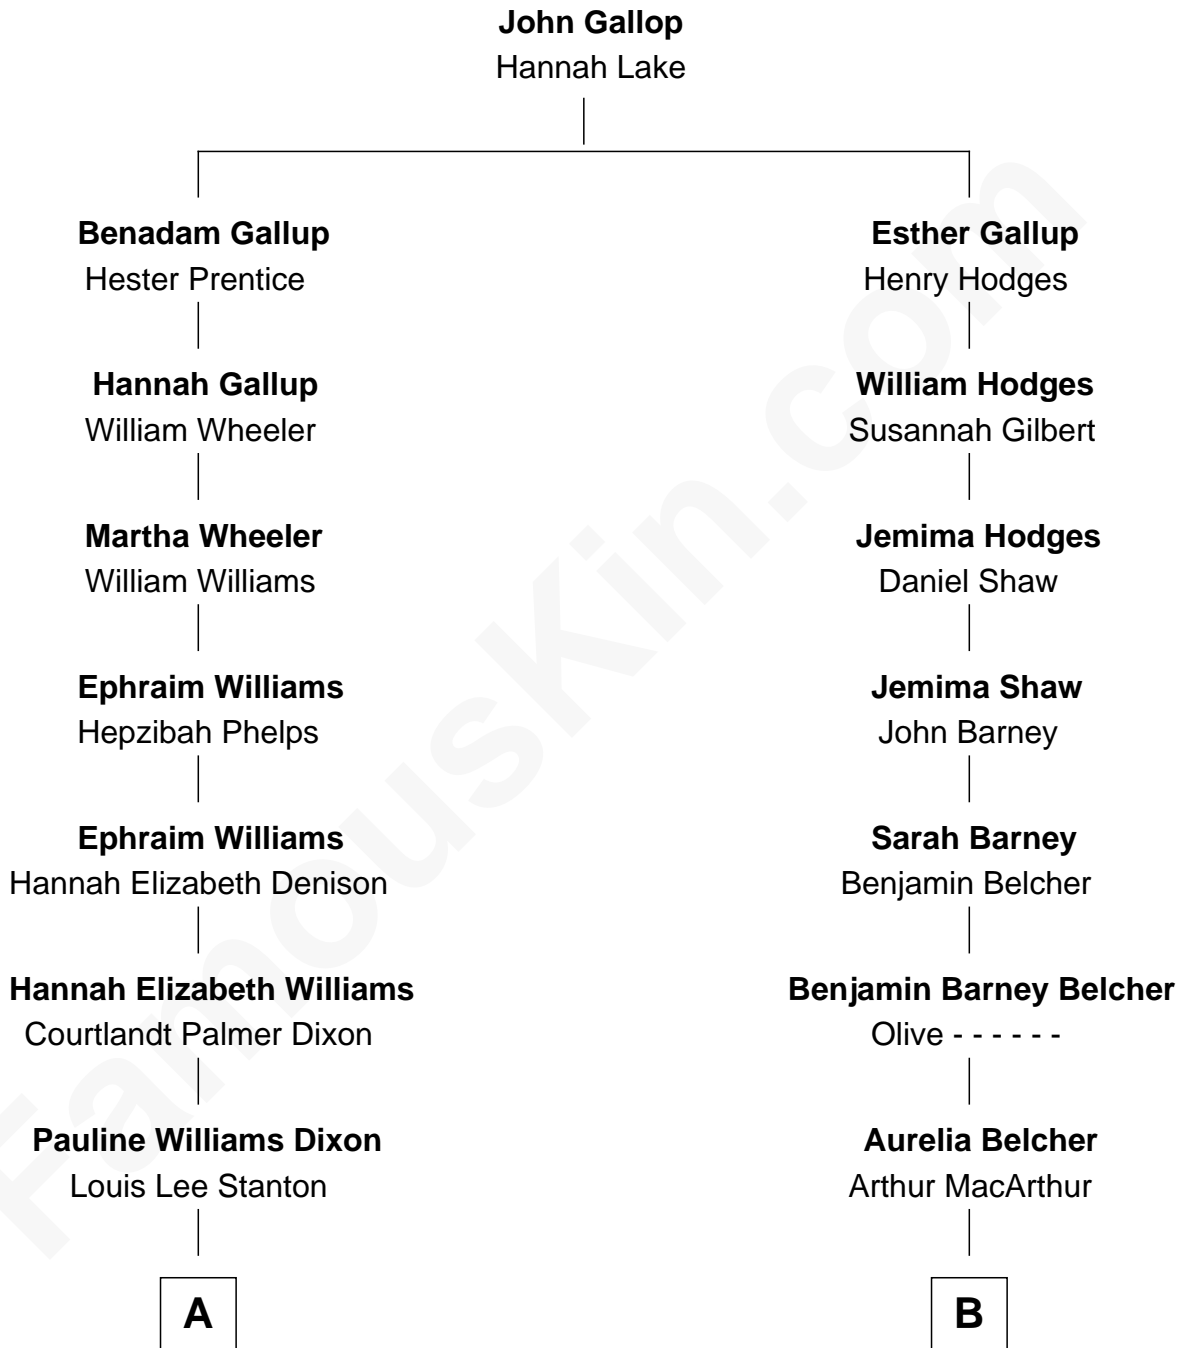 John Gallop
Hannah Lake
Benadam Gallup
Hester Prentice
Esther Gallup
Henry Hodges
Hannah Gallup
William Wheeler
William Hodges
Susannah Gilbert
Martha Wheeler
William Williams
Jemima Hodges
Daniel Shaw
Ephraim Williams
Hepzibah Phelps
Jemima Shaw
John Barney
Ephraim Williams
Hannah Elizabeth Denison
Sarah Barney
Benjamin Belcher
Hannah Elizabeth Williams
Courtlandt Palmer Dixon
Benjamin Barney Belcher
Olive - - - - - -
Pauline Williams Dixon
Louis Lee Stanton
Aurelia Belcher
Arthur MacArthur
A
B
FamousKin.com